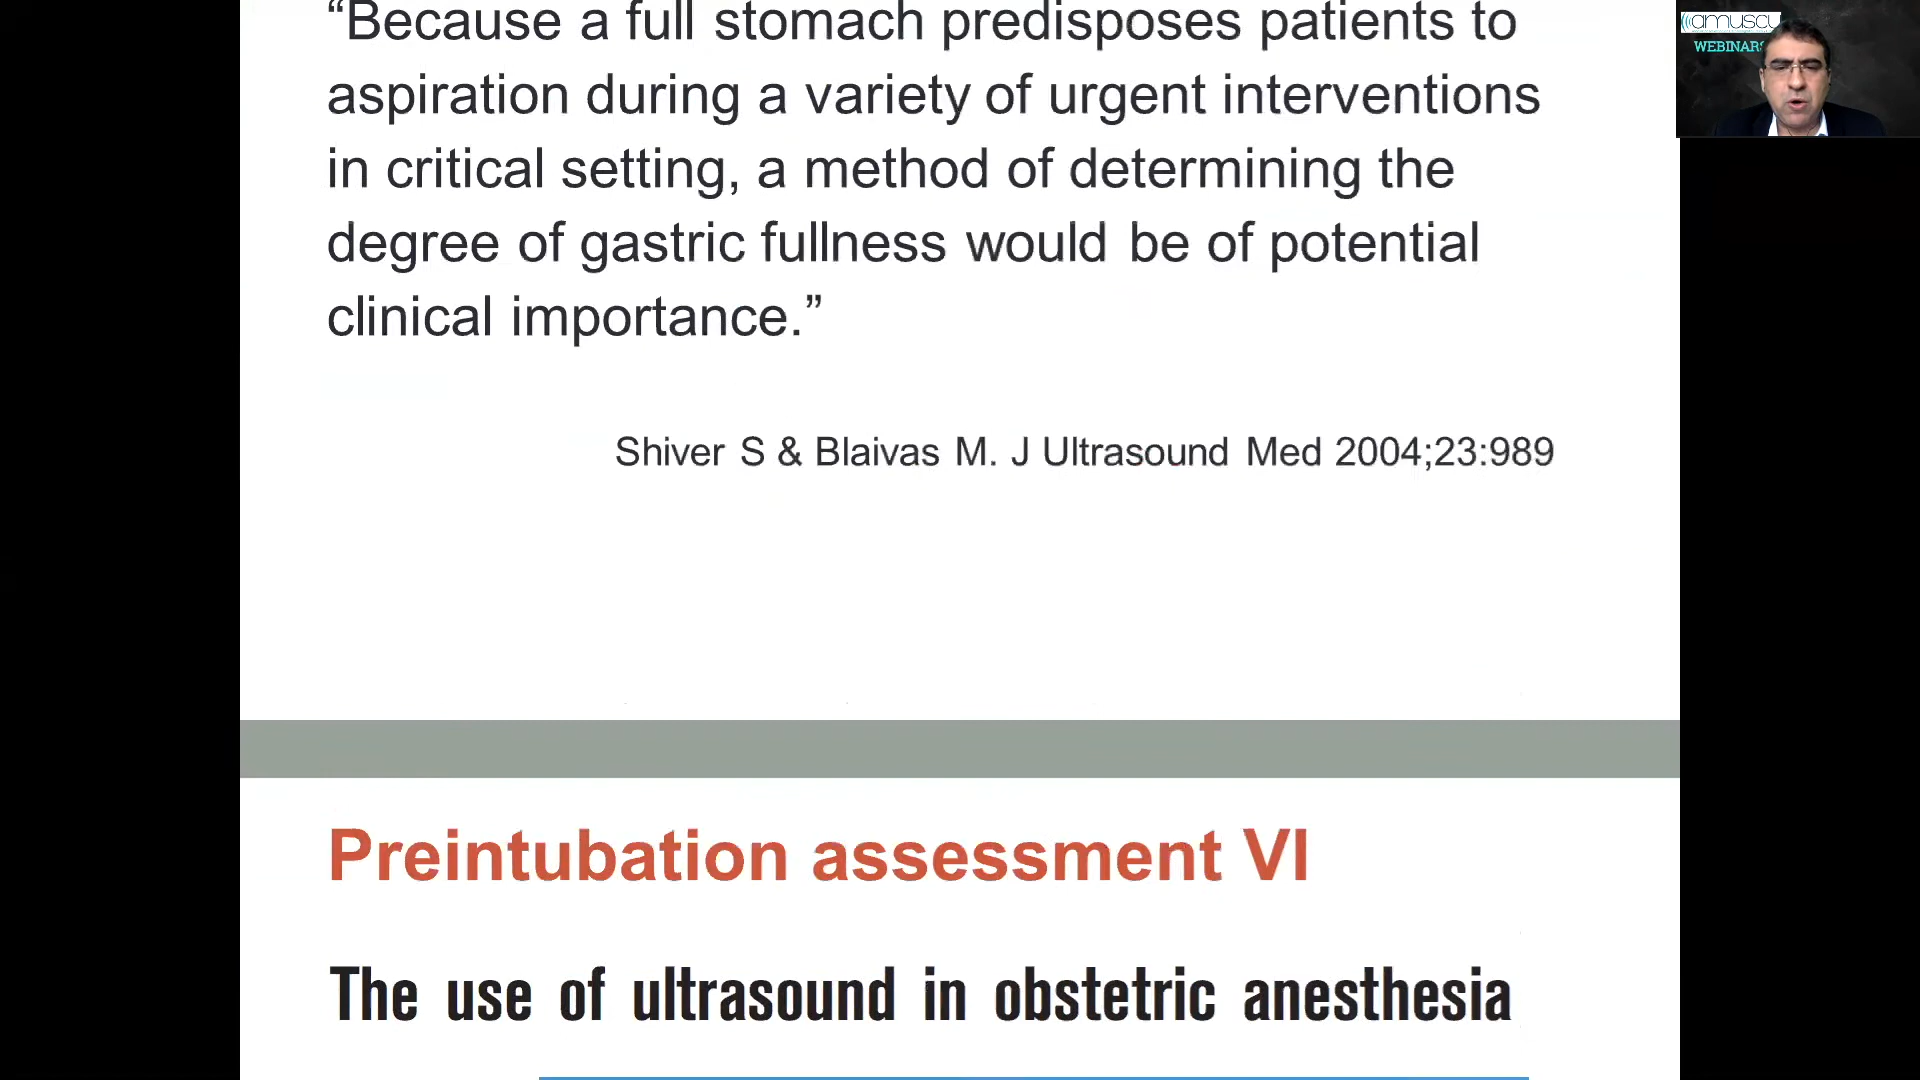 “Because a full stomach predisposes patients to
aspiration during a variety of urgent interventions
in critical setting, a method of determining the
degree of gastric fullness would be of potential
clinical importance.”
Shiver S & Blaivas M. J Ultrasound Med 2004;23:989
Preintubation assessment VI
The use of ultrasound in obstetric anesthesia
amuscu
WEBINARS